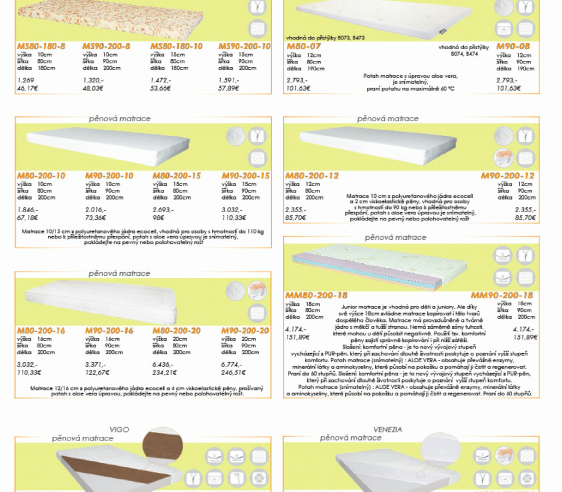 MS80-180-8 MS90-200-8 MS80-180-10 MS90-200-10
výška 10cm výška 10cm výška 15cm výška 15cm
šířka 80cm šířka 90cm šířka 80cm šířka 90cm
délka 180cm délka 200cm délka 180cm délka 200cm
1.269 1.320,- 1.472,- 1.591,-
46,17€ 48,03€ 53,66€ 57,89€
vhodná do přistýky B073, B473
M80-07 vhodná do přistýlky M90-08
B074, B474
výška 10cm výška 10cm
šířka 80cm šířka 90cm
délka 190cm délka 190cm
2.793,- 2.793,-
101,63€ 101,63€
Potah matrace s úpravou aloe vera,
je snímatelný,
praní potahu na maximálně 60 °C
pěnová matrace
M80-200-10 M90-200-10 M80-200-15 M90-200-15
výška 10cm výška 10cm výška 15cm výška 15cm
šířka 80cm šířka 90cm šířka 80cm šířka 90cm
délka 200cm délka 200cm délka 200cm délka 200cm
1.846,- 2.016,- 2.693,- 3.032,-
67,18€ 73,36€ 98€ 110,33€
Matrace 10/15 cm s polyuretanového jádra ecocell, vhodná pro osoby s hmotností do 110 kg
nebo k příležitostnému přespání, potah s aloe vera úpravou je snímatelný,
pokládejte na pevný nebo polohovatelný rošt
pěnová matrace
M80-200-12 M90-200-12
výška 12cm výška 12cm
šířka 80cm šířka 90cm
délka 200cm délka 200cm
2.355,- 2.355,-
85,70€ 85,70€
Matrace 10 cm s polyuretanového jádra ecocell
a 2 cm viskoelastické pěny, vhodná pro osoby
s hmotností do 90 kg nebo k příležitostnému
přespání, potah s aloe vera úpravou je snímatelný,
pokládejte na pevný nebo polohovatelný rošt
pěnová matrace
M80-200-16 M90-200-16 M80-200-20 M90-200-20
výška 16cm výška 16cm výška 20cm výška 20cm
šířka 80cm šířka 90cm šířka 80cm šířka 90cm
délka 200cm délka 200cm délka 200cm délka 200cm
3.032,- 3.371,- 6.436,- 6.774,-
110,33€ 122,67€ 234,21€ 246,51€
Matrace 12/16 cm s polyuretanového jádra ecocell a 4 cm viskoelastické pěny, prošívaný
potah s aloe vera úpravou, pokládejte na pevný nebo polohovatelný rošt
pěnová matrace
MM80-200-18 MM90-200-18
výška 18cm výška 18cm
šířka 80cm šířka 90cm
délka 200cm délka 200cm
4.174,- 4.174,-
151,89€ 151,89€
Junior matrace je vhodná pro děti a juniory. Ale díky
své výšce 18cm zvládne matrace kopírovat i tělo tvarů
dospělého člověka. Matrace má provzdušněné a tvárné
jádro s měkčí a tužší stranou. Nemá záměrně zóny tuhosti,
které mohou u dětí působit negativně. Použití tzv. komfortní
pěny zajistí správné kopírování i při níží zátěži.
Složení: komfortní pěna - je to nový vývojový stupeň
vycházející s PUR-pěn, který při zachování dlouhé životnosti poskytuje o poznání vyšší stupeň
komfortu. Potah matrace (snímatelný) : ALOE VERA - obsahuje převážně enzymy,
minerální látky a aminokyseliny, které působí na pokožku a pomáhají ji čistit a regenerovat.
Praní do 60 stupňů. Složení: komfortní pěna - je to nový vývojový stupeň vycházející s PUR-pěn,
který při zachování dlouhé životnosti poskytuje o poznání vyšší stupeň komfortu.
Potah matrace (snímatelný) : ALOE VERA - obsahuje převážně enzymy, minerální látky
a aminokyseliny, které působí na pokožku a pomáhají ji čistit a regenerovat. Praní do 60 stupňů.
VIGO
pěnová matrace
VENEZIA
pěnová matrace